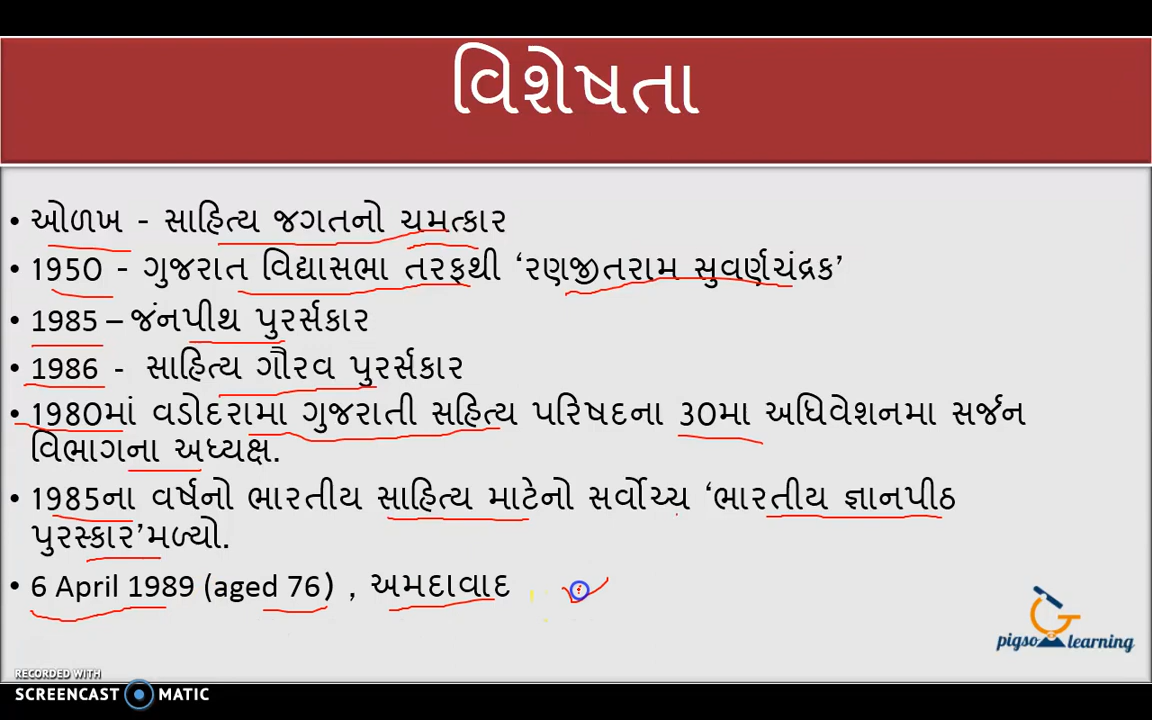 વિશેષતા
• ઓળખ - સાહિત્ય જગતનો ચમત્કાર
• 1950 - ગુજરાત વિદ્યાસભા તરફથી ‘રણજીતરામ સુવર્ણચંદ્રક’
• 1985 – જંનપીથ પુરર્સકાર
• 1986 - સાહિત્ય ગૌરવ પુરર્સકાર
• 1980માં વડોદરામા ગુજરાતી સહિત્ય પરિષદના 30મા અધિવેશનમા સર્જન
વિભાગના અધ્યક્ષ.
• 1985ના વર્ષનો ભારતીય સાહિત્ય માટેનો સર્વોચ્ચ ‘ભારતીય જ્ઞાનપીઠ
પુરસ્કાર’મળ્યો.
• 6 April 1989 (aged 76) , અમદાવાદ
pigso learning
RECORDED WITH
SCREENCAST MATIC